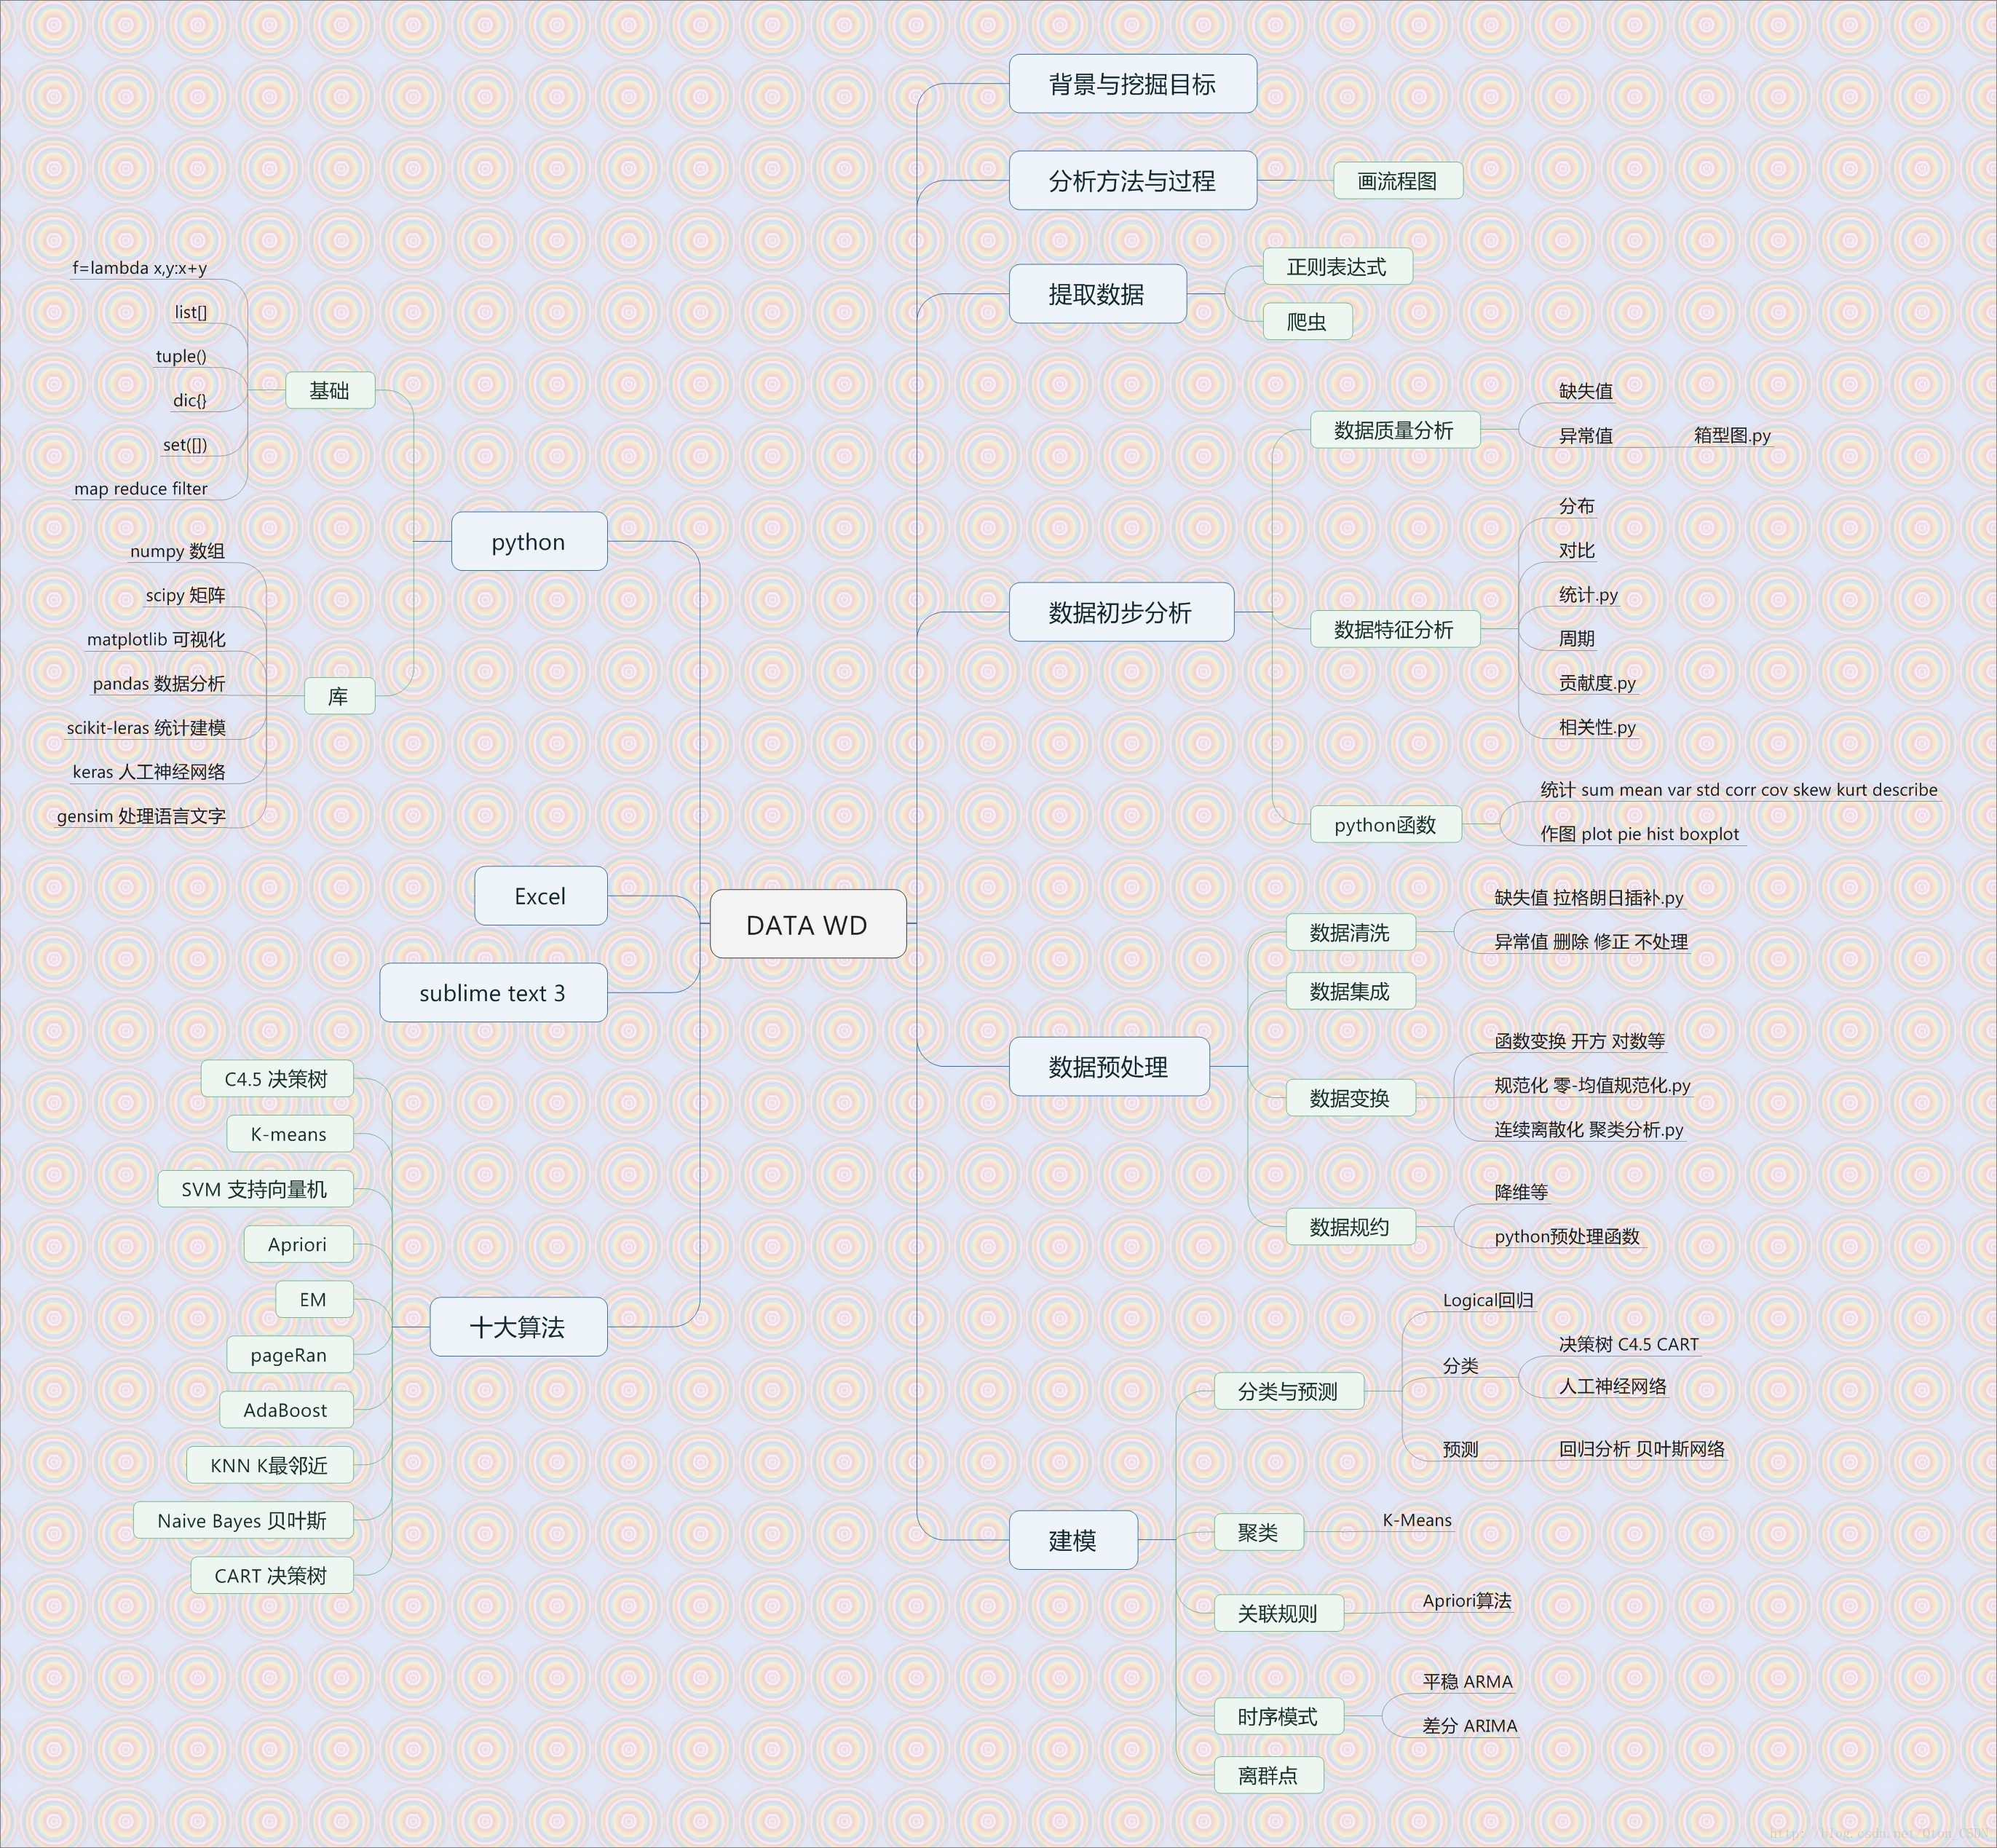 DATA WD
背景与挖掘目标
分析方法与过程
画流程图
提取数据
正则表达式
爬虫
数据初步分析
数据质量分析
缺失值
异常值
箱型图.py
数据特征分析
分布
对比
统计.py
周期
贡献度.py
相关性.py
python函数
统计 sum mean var std corr cov skew kurt describe
作图 plot pie hist boxplot
数据预处理
数据清洗
缺失值 拉格朗日插补.py
异常值 删除 修正 不处理
数据集成
数据变换
函数变换 开方 对数等
规范化 零-均值规范化.py
连续离散化 聚类分析.py
数据规约
降维等
python预处理函数
建模
分类与预测
Logical回归
分类
决策树 C4.5 CART
人工神经网络
预测
回归分析 贝叶斯网络
聚类
K-Means
关联规则
Apriori算法
时序模式
平稳 ARMA
差分 ARIMA
离群点
python
基础
f=lambda x,y:x+y
list[]
tuple()
dic{}
set([])
map reduce filter
库
numpy 数组
scipy 矩阵
matplotlib 可视化
pandas 数据分析
scikit-leras 统计建模
keras 人工神经网络
gensim 处理语言文字
Excel
sublime text 3
十大算法
C4.5 决策树
K-means
SVM 支持向量机
Apriori
EM
pageRan
AdaBoost
KNN K最邻近
Naive Bayes 贝叶斯
CART 决策树